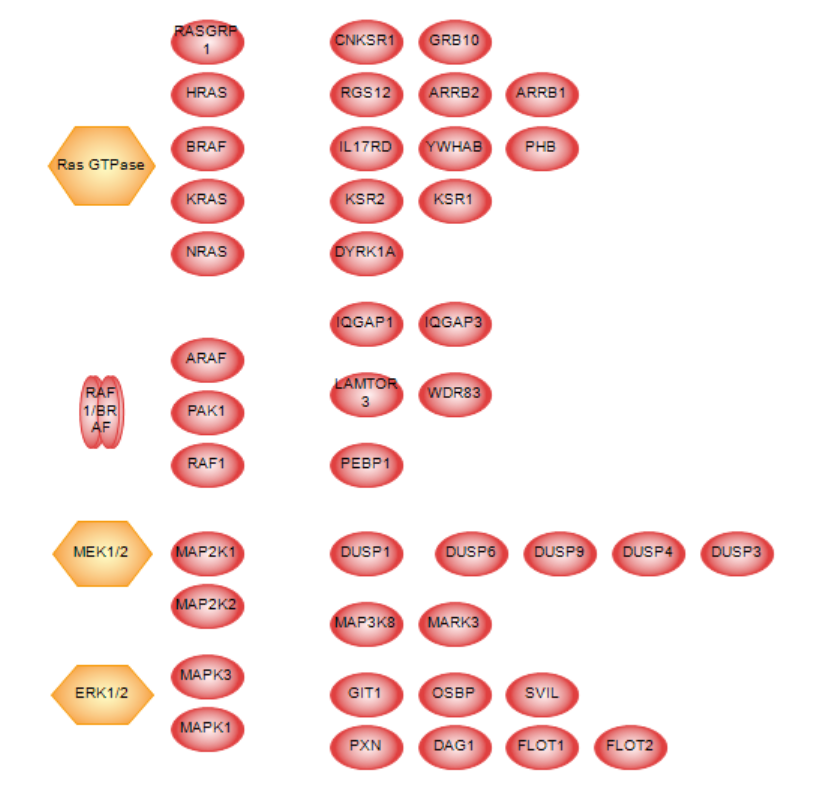 RASGRP
1
CNKSR1
GRB10
HRAS
RGS12
ARRB2
ARRB1
Ras GTPase
BRAF
IL17RD
YWHAB
PHB
KRAS
KSR2
KSR1
NRAS
DYRK1A
IQGAP1
IQGAP3
ARAF
LAMTOR
3
WDR83
RAF
1/BR
AF
PAK1
RAF1
PEBP1
MEK1/2
MAP2K1
DUSP1
DUSP6
DUSP9
DUSP4
DUSP3
MAP2K2
MAP3K8
MARK3
ERK1/2
MAPK3
GIT1
OSBP
SVIL
MAPK1
PXN
DAG1
FLOT1
FLOT2